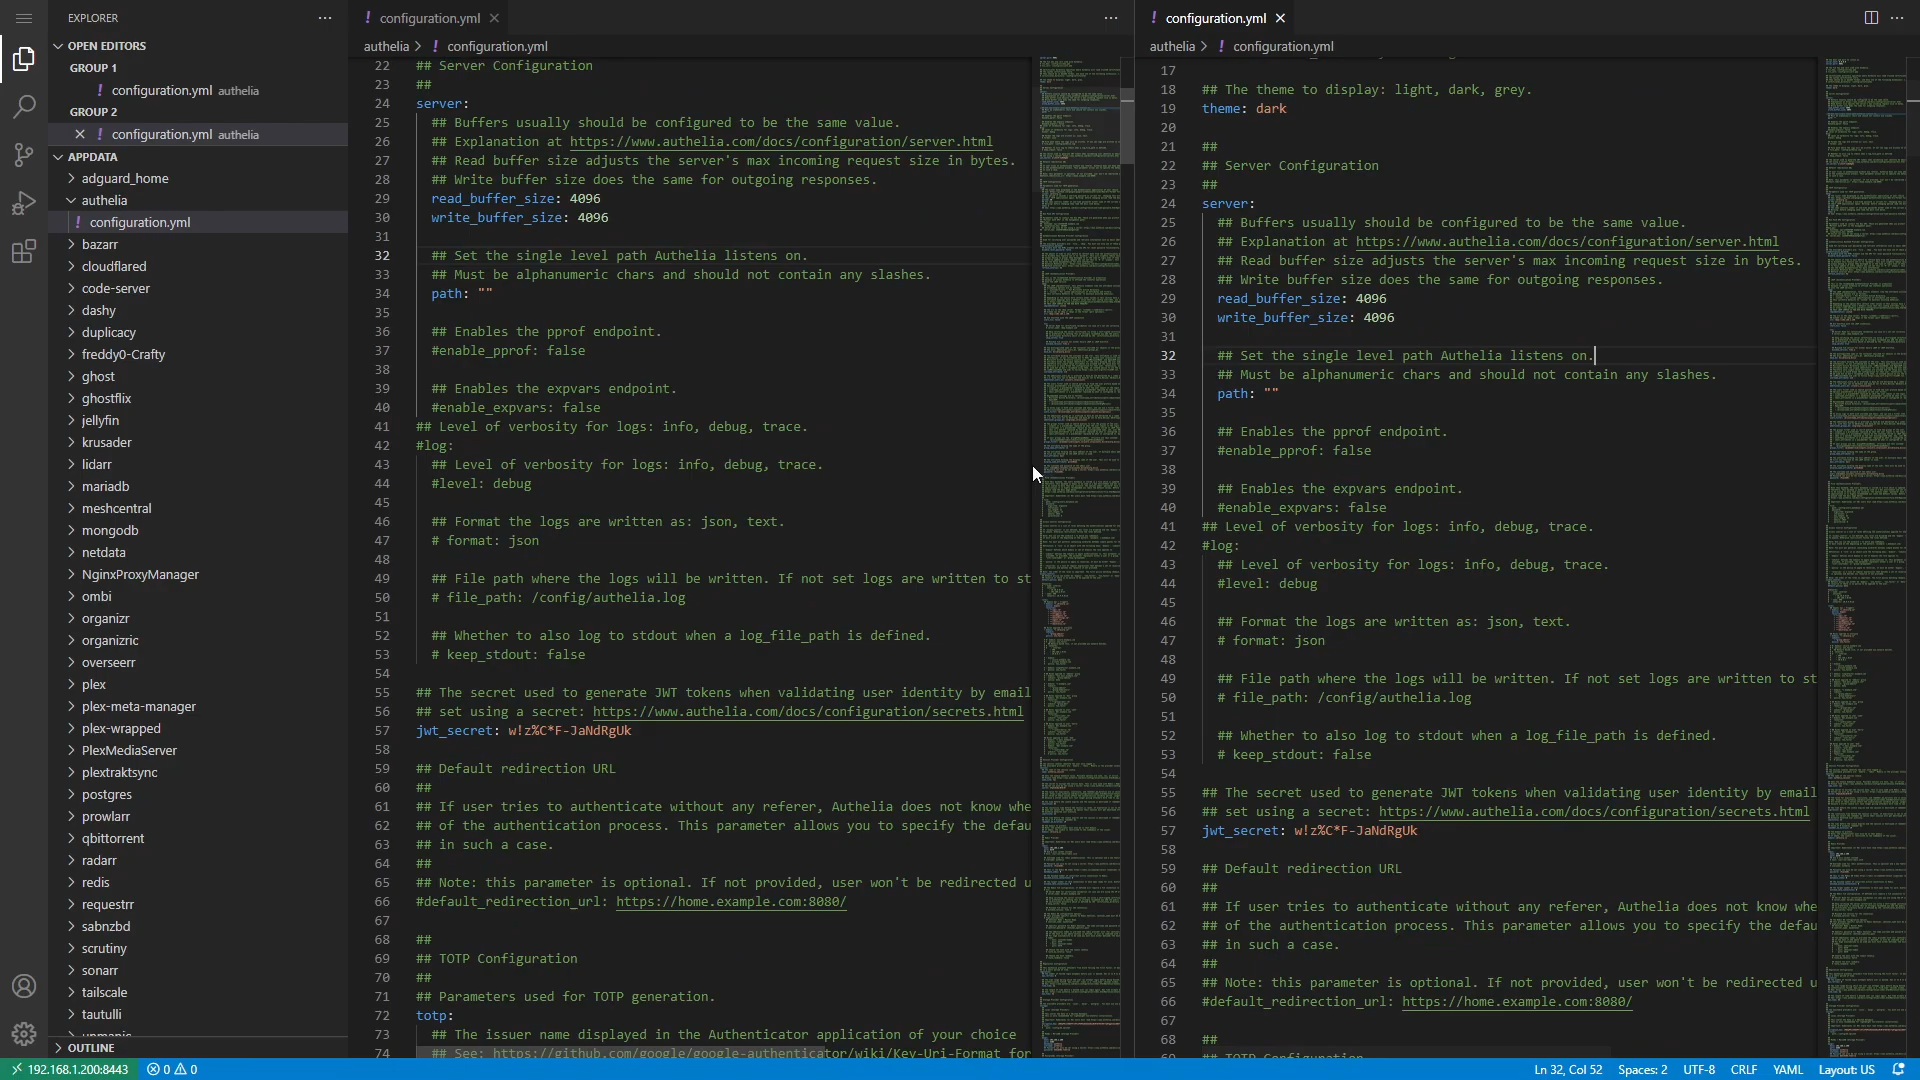 EXPLORER
OPEN EDITORS
GROUP 1
configuration.yml authelia
GROUP 2
configuration.yml authelia
APPDATA
adguard_home
authelia
configuration.yml
bazarr
cloudflared
code-server
dashy
duplicacy
freddy0-Crafty
ghost
ghostflix
jellyfin
krusader
lidarr
mariadb
meshcentral
mongodb
netdata
NginxProxyManager
ombi
organizr
organizric
overseerr
plex
plex-meta-manager
plex-wrapped
PlexMediaServer
plextraktsync
postgres
prowlarr
qbittorrent
radarr
redis
requestrr
sabnzbd
scrutiny
sonarr
tailscale
tautulli
unmanic
OUTLINE
configuration.yml
authelia > configuration.yml
22 ## Server Configuration
23 ##
24 server:
25 ## Buffers usually should be configured to be the same value.
26 ## Explanation at https://www.authelia.com/docs/configuration/server.html
27 ## Read buffer size adjusts the server's max incoming request size in bytes.
28 ## Write buffer size does the same for outgoing responses.
29 read_buffer_size: 4096
30 write_buffer_size: 4096
31
32 ## Set the single level path Authelia listens on.
33 ## Must be alphanumeric chars and should not contain any slashes.
34 path: ""
35
36 ## Enables the pprof endpoint.
37 #enable_pprof: false
38
39 ## Enables the expvars endpoint.
40 #enable_expvars: false
41 ## Level of verbosity for logs: info, debug, trace.
42 #log:
43 ## Level of verbosity for logs: info, debug, trace.
44 #level: debug
45
46 ## Format the logs are written as: json, text.
47 # format: json
48
49 ## File path where the logs will be written. If not set logs are written to st
50 # file_path: /config/authelia.log
51
52 ## Whether to also log to stdout when a log_file_path is defined.
53 # keep_stdout: false
54
55 ## The secret used to generate JWT tokens when validating user identity by email
56 ## set using a secret: https://www.authelia.com/docs/configuration/secrets.html
57 jwt_secret: w!z%C*F-JaNdRgUk
58
59 ## Default redirection URL
60 ##
61 ## If user tries to authenticate without any referer, Authelia does not know whe
62 ## of the authentication process. This parameter allows you to specify the defau
63 ## in such a case.
64 ##
65 ## Note: this parameter is optional. If not provided, user won't be redirected u
66 #default_redirection_url: https://home.example.com:8080/
67
68 ##
69 ## TOTP Configuration
70 ##
71 ## Parameters used for TOTP generation.
72 totp:
73 ## The issuer name displayed in the Authenticator application of your choice
74 ## See: https://github.com/google/google-authenticator/wiki/Key-Uri-Format for
configuration.yml
authelia > configuration.yml
17
18 ## The theme to display: light, dark, grey.
19 theme: dark
20
21 ##
22 ## Server Configuration
23 ##
24 server:
25 ## Buffers usually should be configured to be the same value.
26 ## Explanation at https://www.authelia.com/docs/configuration/server.html
27 ## Read buffer size adjusts the server's max incoming request size in bytes.
28 ## Write buffer size does the same for outgoing responses.
29 read_buffer_size: 4096
30 write_buffer_size: 4096
31
32 ## Set the single level path Authelia listens on.
33 ## Must be alphanumeric chars and should not contain any slashes.
34 path: ""
35
36 ## Enables the pprof endpoint.
37 #enable_pprof: false
38
39 ## Enables the expvars endpoint.
40 #enable_expvars: false
41 ## Level of verbosity for logs: info, debug, trace.
42 #log:
43 ## Level of verbosity for logs: info, debug, trace.
44 #level: debug
45
46 ## Format the logs are written as: json, text.
47 # format: json
48
49 ## File path where the logs will be written. If not set logs are written to st
50 # file_path: /config/authelia.log
51
52 ## Whether to also log to stdout when a log_file_path is defined.
53 # keep_stdout: false
54
55 ## The secret used to generate JWT tokens when validating user identity by email
56 ## set using a secret: https://www.authelia.com/docs/configuration/secrets.html
57 jwt_secret: w!z%C*F-JaNdRgUk
58
59 ## Default redirection URL
60 ##
61 ## If user tries to authenticate without any referer, Authelia does not know whe
62 ## of the authentication process. This parameter allows you to specify the defau
63 ## in such a case.
64 ##
65 ## Note: this parameter is optional. If not provided, user won't be redirected u
66 #default_redirection_url: https://home.example.com:8080/
67
68 ##
69 ## TOTP Configuration
192.168.1.200:8443 0 0
Ln 32, Col 52 Spaces: 2 UTF-8 CRLF YAML Layout: US